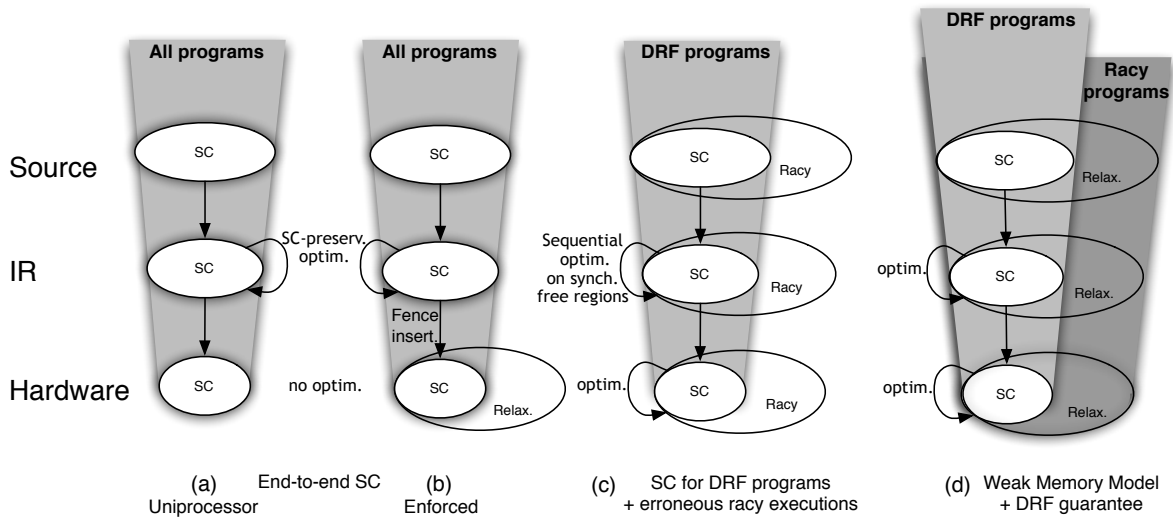 All programs
All programs
DRF programs
DRF programs
Racy
programs
Source
SC
SC
SC
Racy
SC
Relax.
IR
SC
SC-preserv.
optim.
SC
Sequential
optim.
on synch.
free regions
SC
Racy
optim.
SC
Relax.
Fence
insert.
Hardware
SC
no optim.
SC
Relax.
optim.
SC
Racy
optim.
SC
Relax.
(a)
Uniprocessor
End-to-end SC
(b)
Enforced
(c)
SC for DRF programs
+ erroneous racy executions
(d)
Weak Memory Model
+ DRF guarantee